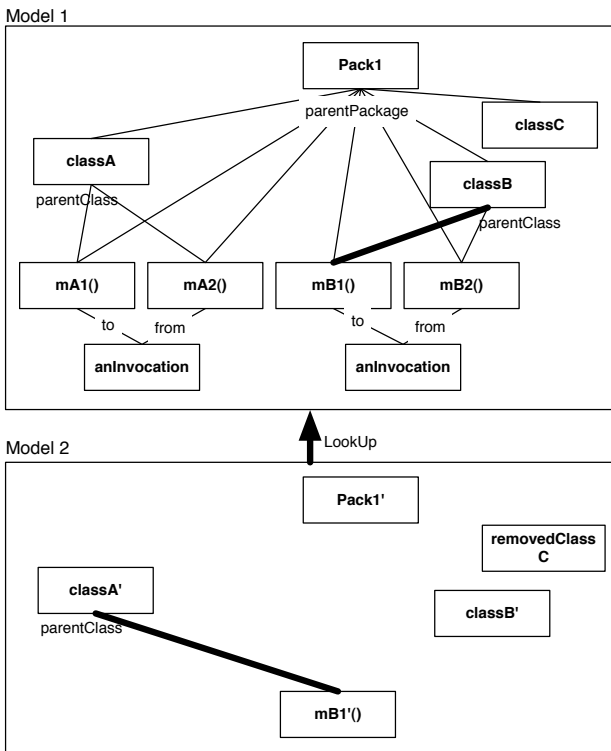 Model 1
Pack1
parentPackage
classC
classA
classB
parentClass
parentClass
mA1()
mA2()
mB1()
mB2()
to
from
to
from
anInvocation
anInvocation
LookUp
Model 2
Pack1'
removedClass
C
classA'
classB'
parentClass
mB1'()